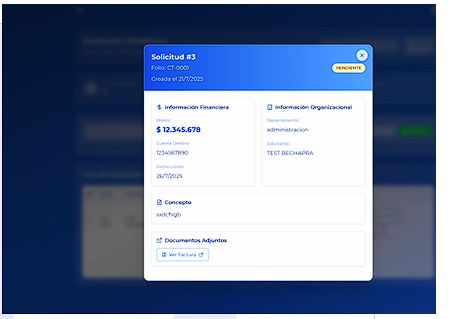 Solicitud #3
Folio: CT-0001
PENDIENTE
Creada el 21/7/2025
Información Financiera
Monto:
$ 12.345.678
Cuenta Destino:
1234567890
Fecha Límite:
26/7/2025
Información Organizacional
Departamento:
administracion
Solicitante:
TEST BECHAPRA
Concepto
sxdcfvgb
Documentos Adjuntos
Ver Factura